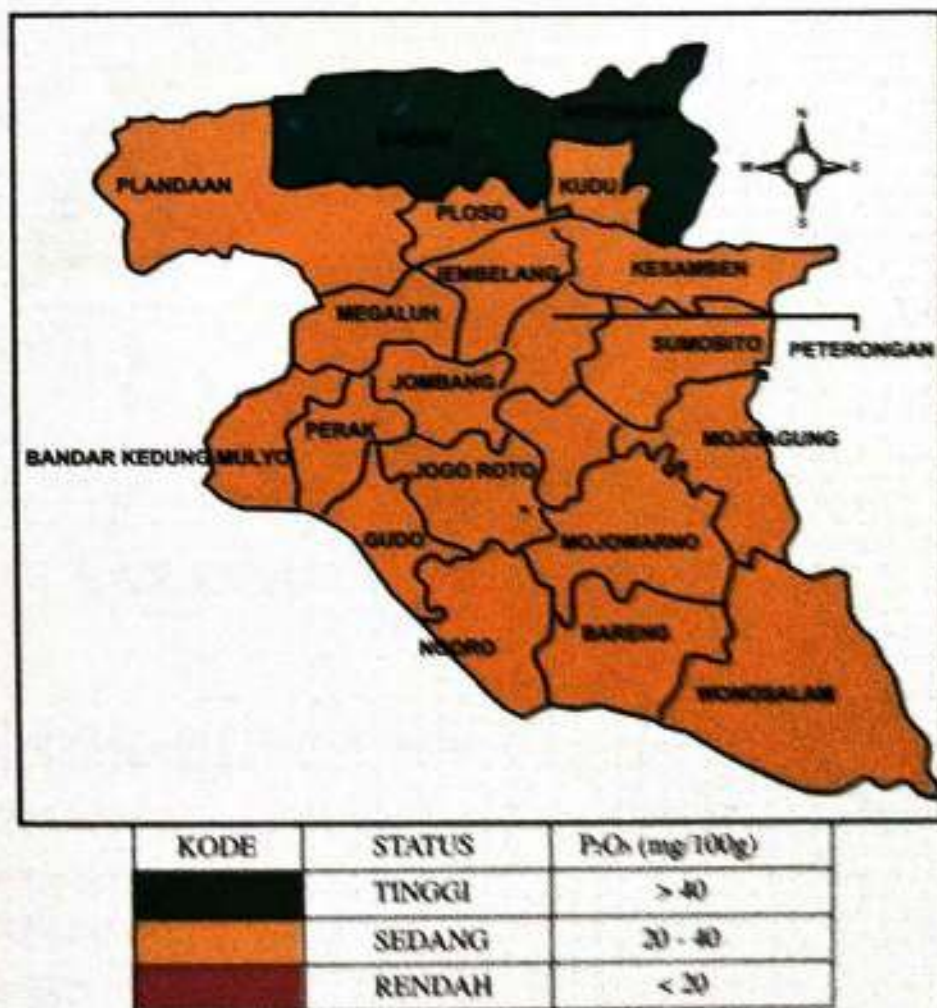 N
W
S
PLANDAAN
KUDU
PLOSO
KESAMBEN
JEMBELANG
MEGALUH
SUMOBITO
PETERONGAN
JOMBANG
PERAK
MOJOAGUNG
BANDAR KEDUNG MULYO
JOGO ROTO
GUDO
MOJOWARNO
BARENG
NGORO
WONOSALAM
KODE STATUS P₂O₅ (mg/100g)
TINGGI > 40
SEDANG 20 - 40
RENDAH < 20